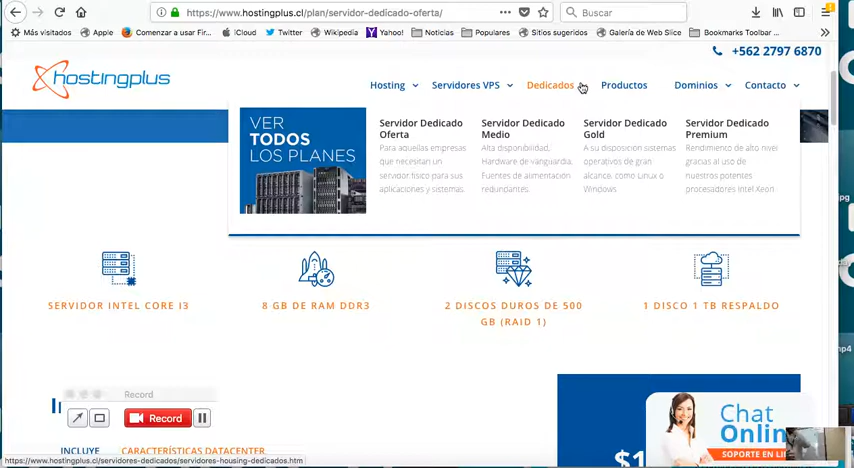 https://www.hostingplus.cl/plan/servidor-dedicado-oferta/
Buscar
Más visitados
Apple
Comenzar a usar Fir...
iCloud
Twitter
Wikipedia
Yahoo!
Noticias
Populares
Sitios sugeridos
Galería de Web Slice
Bookmarks Toolbar ...
+562 2797 6870
hostingplus
Hosting
Servidores VPS
Dedicados
Productos
Dominios
Contacto
VER
TODOS
LOS PLANES
Servidor Dedicado
Oferta
Para aquellas empresas
que necesitan un
servidor físico para sus
aplicaciones y sistemas.
Servidor Dedicado
Medio
Alta disponibilidad,
Hardware de vanguardia,
Fuentes de alimentación
redundantes.
Servidor Dedicado
Gold
A su disposición sistemas
operativos de gran
alcance, como Linux o
Windows
Servidor Dedicado
Premium
Rendimiento de alto nivel
gracias al uso de
nuestros potentes
procesadores Intel Xeon.
SERVIDOR INTEL CORE I3
8 GB DE RAM DDR3
2 DISCOS DUROS DE 500
GB (RAID 1)
1 DISCO 1 TB RESPALDO
Record
Record
INCLUYE
CARACTERÍSTICAS DATACENTER
$1
Chat
Online
SOPORTE EN LI
https://www.hostingplus.cl/servidores-dedicados/servidores-housing-dedicados.htm
jpg
mp4